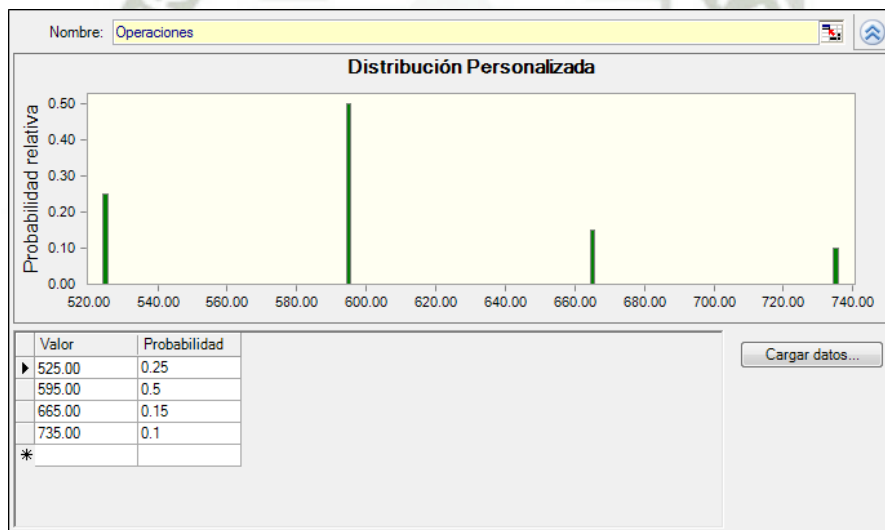 Nombre: Operaciones
Distribución Personalizada
Probabilidad relativa
0.50
0.40
0.30
0.20
0.10
0.00
520.00 540.00 560.00 580.00 600.00 620.00 640.00 660.00 680.00 700.00 720.00 740.00
Valor Probabilidad
525.00 0.25
595.00 0.5
665.00 0.15
735.00 0.1
Cargar datos...